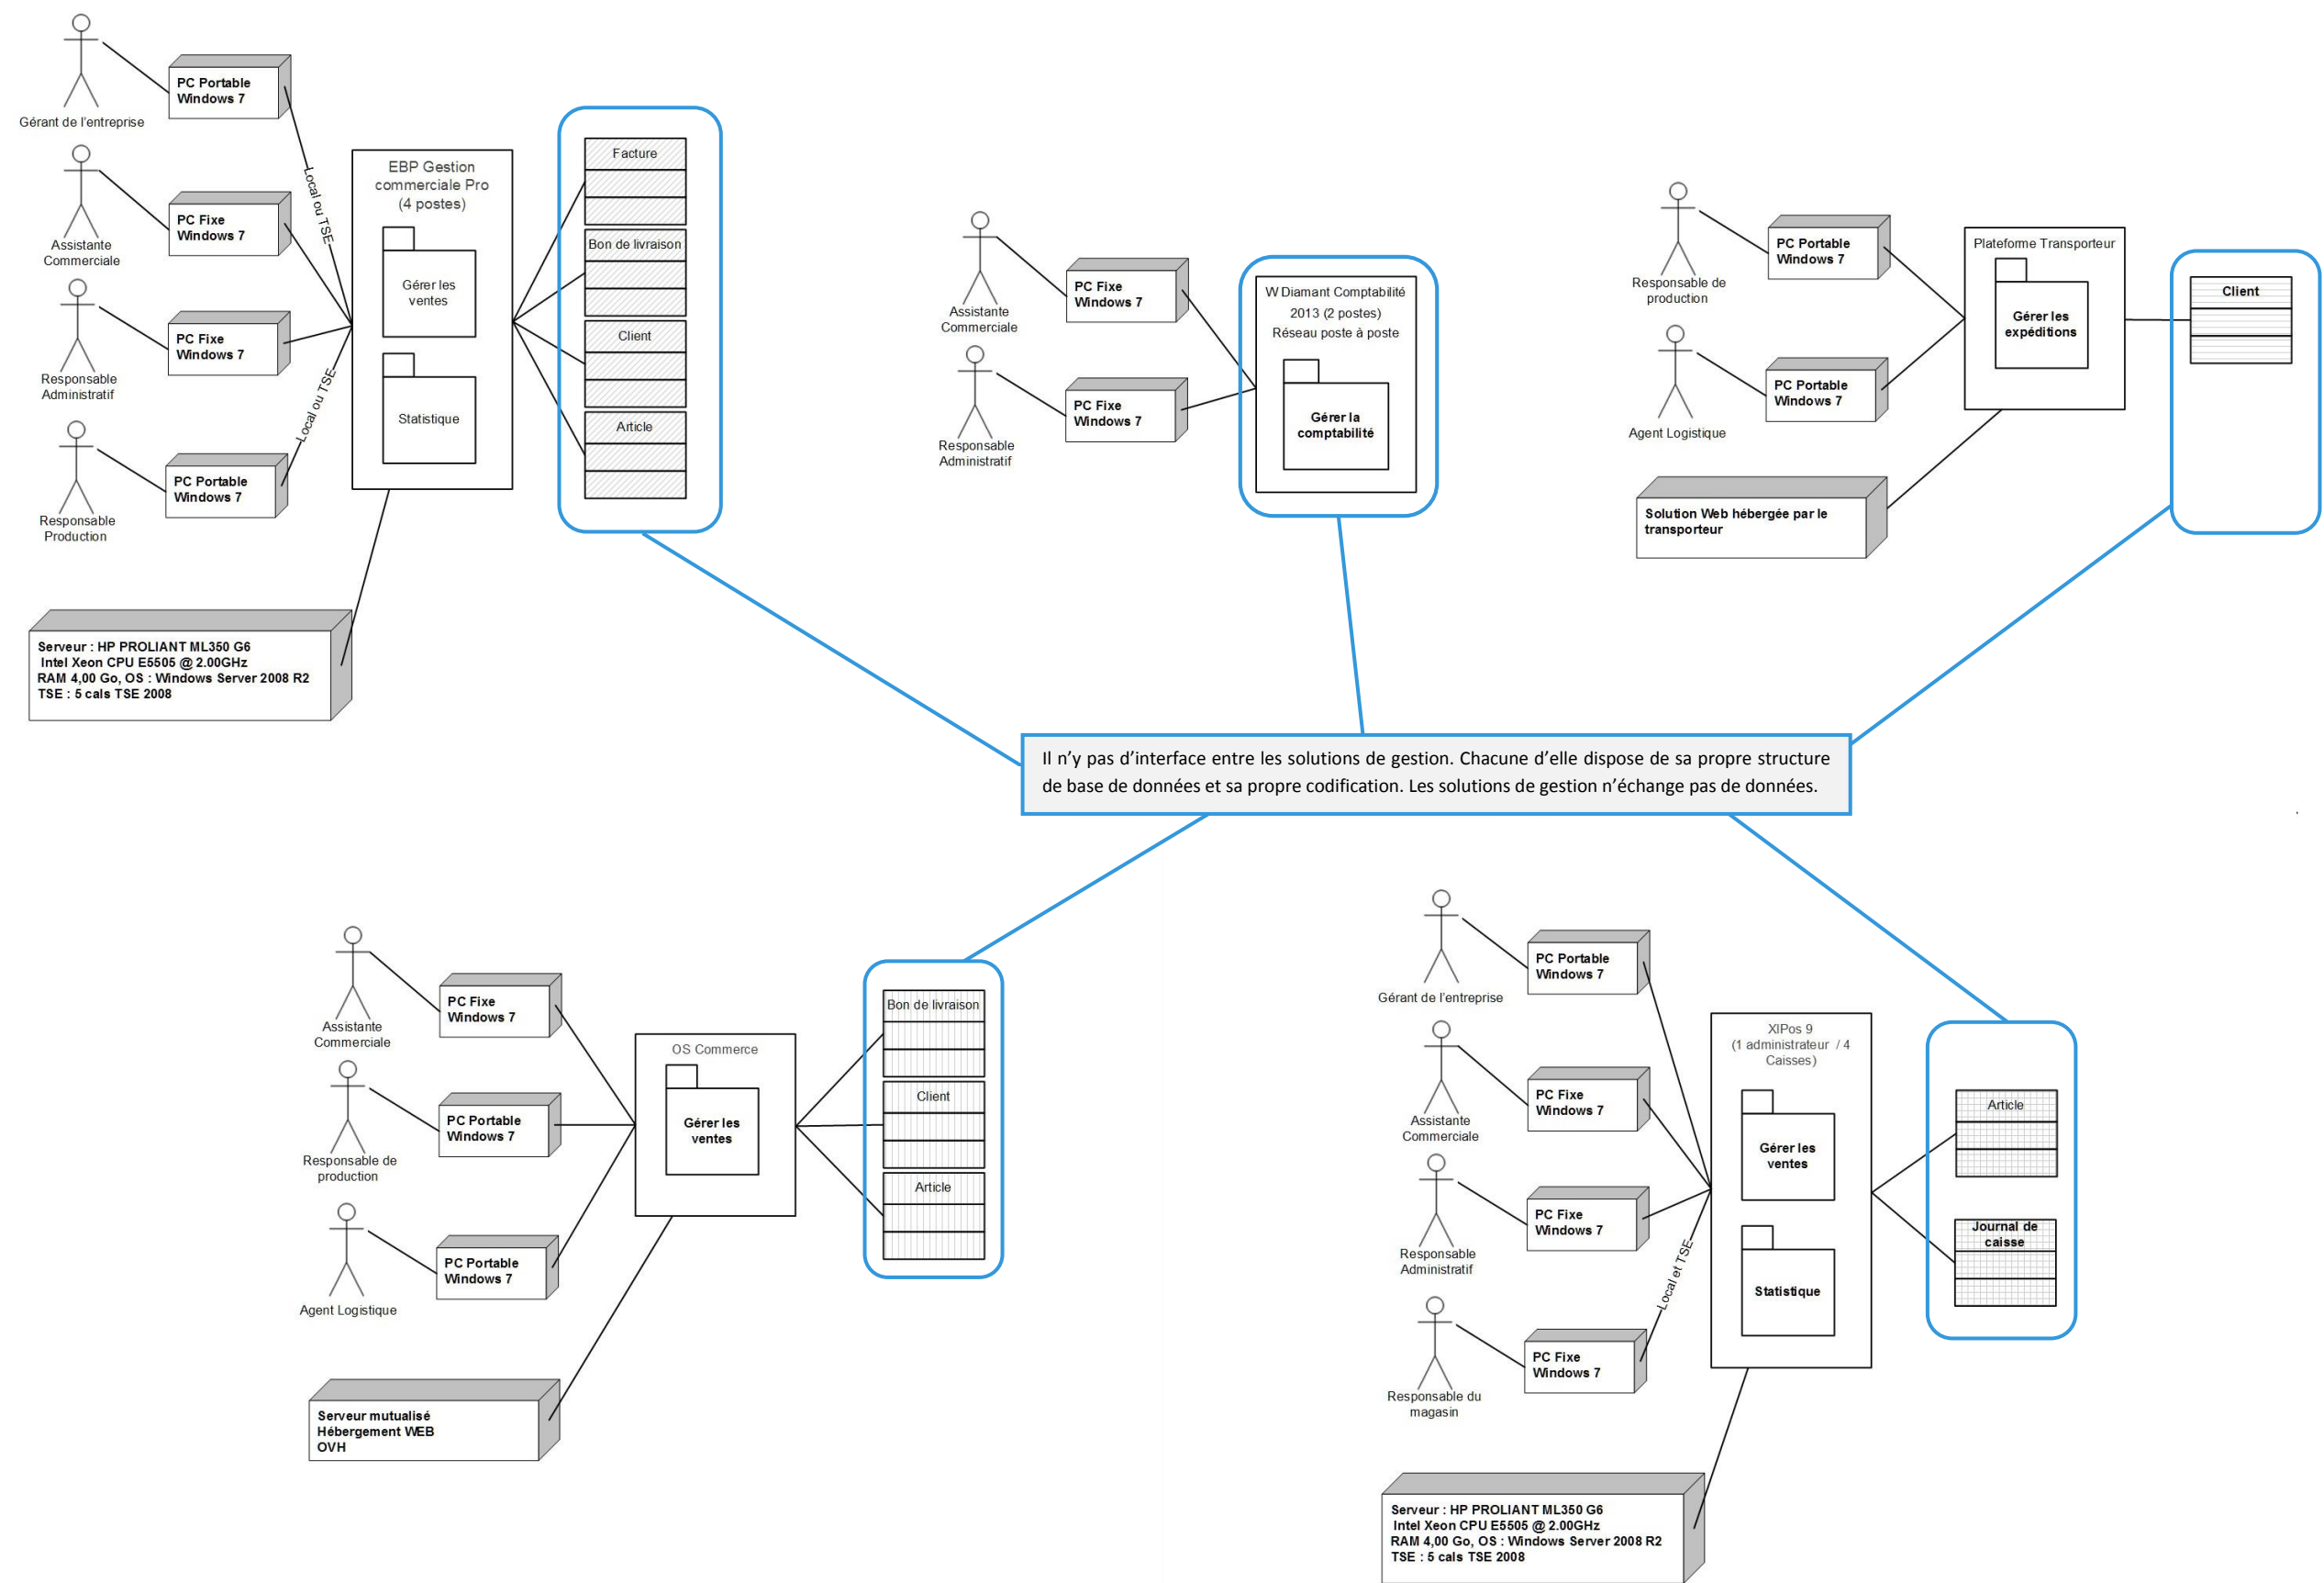 Gérant de l'entreprise
PC Portable
Windows 7
Assistante
Commerciale
PC Fixe
Windows 7
Responsable
Administratif
PC Fixe
Windows 7
Responsable
Production
PC Portable
Windows 7
Local ou TSE
Local ou TSE
EBP Gestion
commerciale Pro
(4 postes)
Gérer les
ventes
Statistique
Facture
Bon de livraison
Client
Article
Serveur : HP PROLIANT ML350 G6
Intel Xeon CPU E5505 @ 2.00GHz
RAM 4,00 Go, OS : Windows Server 2008 R2
TSE : 5 cals TSE 2008
Assistante
Commerciale
PC Fixe
Windows 7
Responsable
Administratif
PC Fixe
Windows 7
W Diamant Comptabilité
2013 (2 postes)
Réseau poste à poste
Gérer la
comptabilité
Responsable de
production
PC Portable
Windows 7
Agent Logistique
PC Portable
Windows 7
Plateforme Transporteur
Gérer les
expéditions
Client
Solution Web hébergée par le
transporteur
Il n'y pas d'interface entre les solutions de gestion. Chacune d'elle dispose de sa propre structure
de base de données et sa propre codification. Les solutions de gestion n'échange pas de données.
Assistante
Commerciale
PC Fixe
Windows 7
Responsable de
production
PC Portable
Windows 7
Agent Logistique
PC Portable
Windows 7
OS Commerce
Gérer les
ventes
Bon de livraison
Client
Article
Serveur mutualisé
Hébergement WEB
OVH
Gérant de l'entreprise
PC Portable
Windows 7
Assistante
Commerciale
PC Fixe
Windows 7
Responsable
Administratif
PC Fixe
Windows 7
Responsable du
magasin
PC Fixe
Windows 7
Local et TSE
XIPos 9
(1 administrateur / 4
Caisses)
Gérer les
ventes
Statistique
Article
Journal de
caisse
Serveur : HP PROLIANT ML350 G6
Intel Xeon CPU E5505 @ 2.00GHz
RAM 4,00 Go, OS : Windows Server 2008 R2
TSE : 5 cals TSE 2008